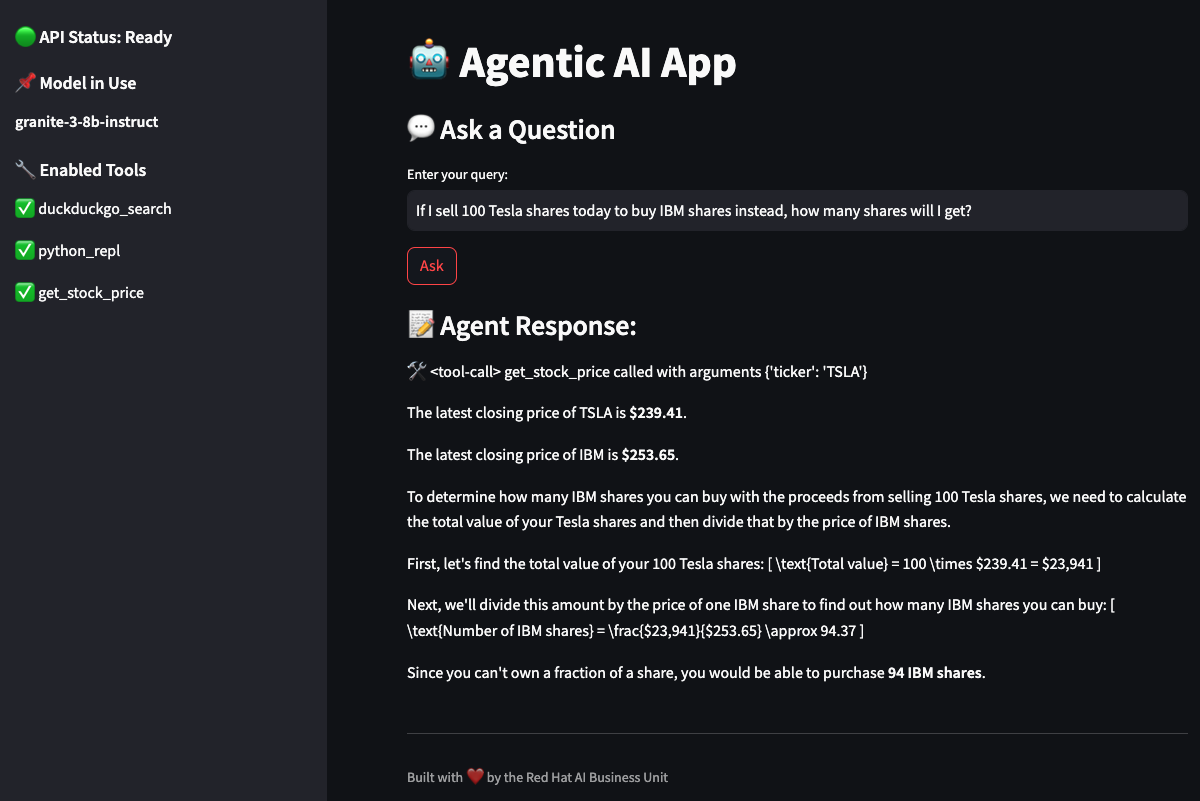 API Status: Ready
Model in Use
granite-3-8b-instruct
Enabled Tools
duckduckgo_search
python_repl
get_stock_price
Agentic AI App
Ask a Question
Enter your query:
If I sell 100 Tesla shares today to buy IBM shares instead, how many shares will I get?
Ask
Agent Response:
<tool-call> get_stock_price called with arguments {'ticker': 'TSLA'}
The latest closing price of TSLA is $239.41.
The latest closing price of IBM is $253.65.
To determine how many IBM shares you can buy with the proceeds from selling 100 Tesla shares, we need to calculate
the total value of your Tesla shares and then divide that by the price of IBM shares.
First, let's find the total value of your 100 Tesla shares: [ \text{Total value} = 100 \times $239.41 = $23,941 ]
Next, we'll divide this amount by the price of one IBM share to find out how many IBM shares you can buy: [
\text{Number of IBM shares} = \frac{$23,941}{$253.65} \approx 94.37 ]
Since you can't own a fraction of a share, you would be able to purchase 94 IBM shares.
Built with ❤️ by the Red Hat AI Business Unit